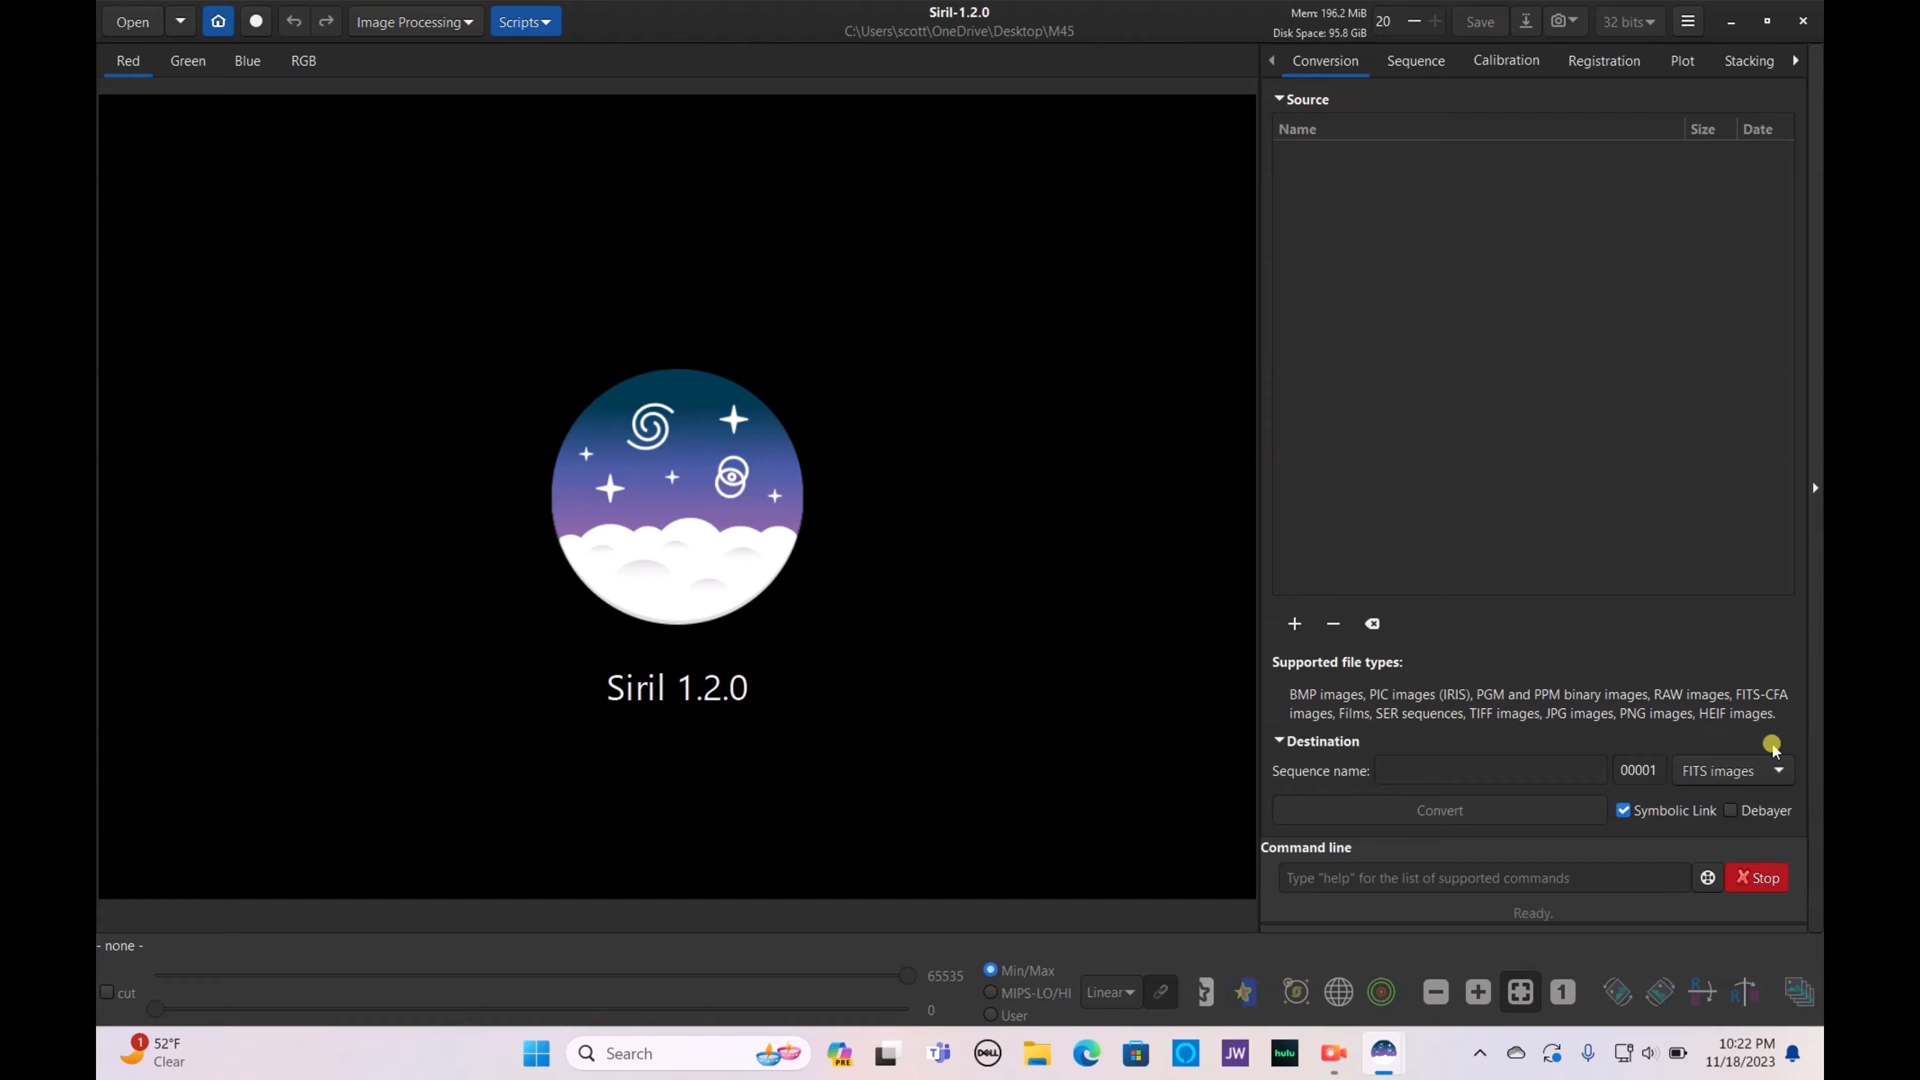 Open
Image Processing
Scripts
Siril-1.2.0
C:\Users\scott\OneDrive\Desktop\M45
Mem: 196.2 MiB
Disk Space: 95.8 GiB
20
Save
32 bits
Red
Green
Blue
RGB
Conversion
Sequence
Calibration
Registration
Plot
Stacking
Source
Name
Size
Date
Siril 1.2.0
Supported file types:
BMP images, PIC images (IRIS), PGM and PPM binary images, RAW images, FITS-CFA
images, Films, SER sequences, TIFF images, JPG images, PNG images, HEIF images.
Destination
Sequence name:
00001
FITS images
Convert
Symbolic Link
Debayer
Command line
Type "help" for the list of supported commands
Stop
Ready.
- none -
cut
65535
0
Min/Max
MIPS-LO/HI
User
Linear
1
R
R
1
52°F
Clear
Search
PRE
DELL
JW
hulu
10:22 PM
11/18/2023